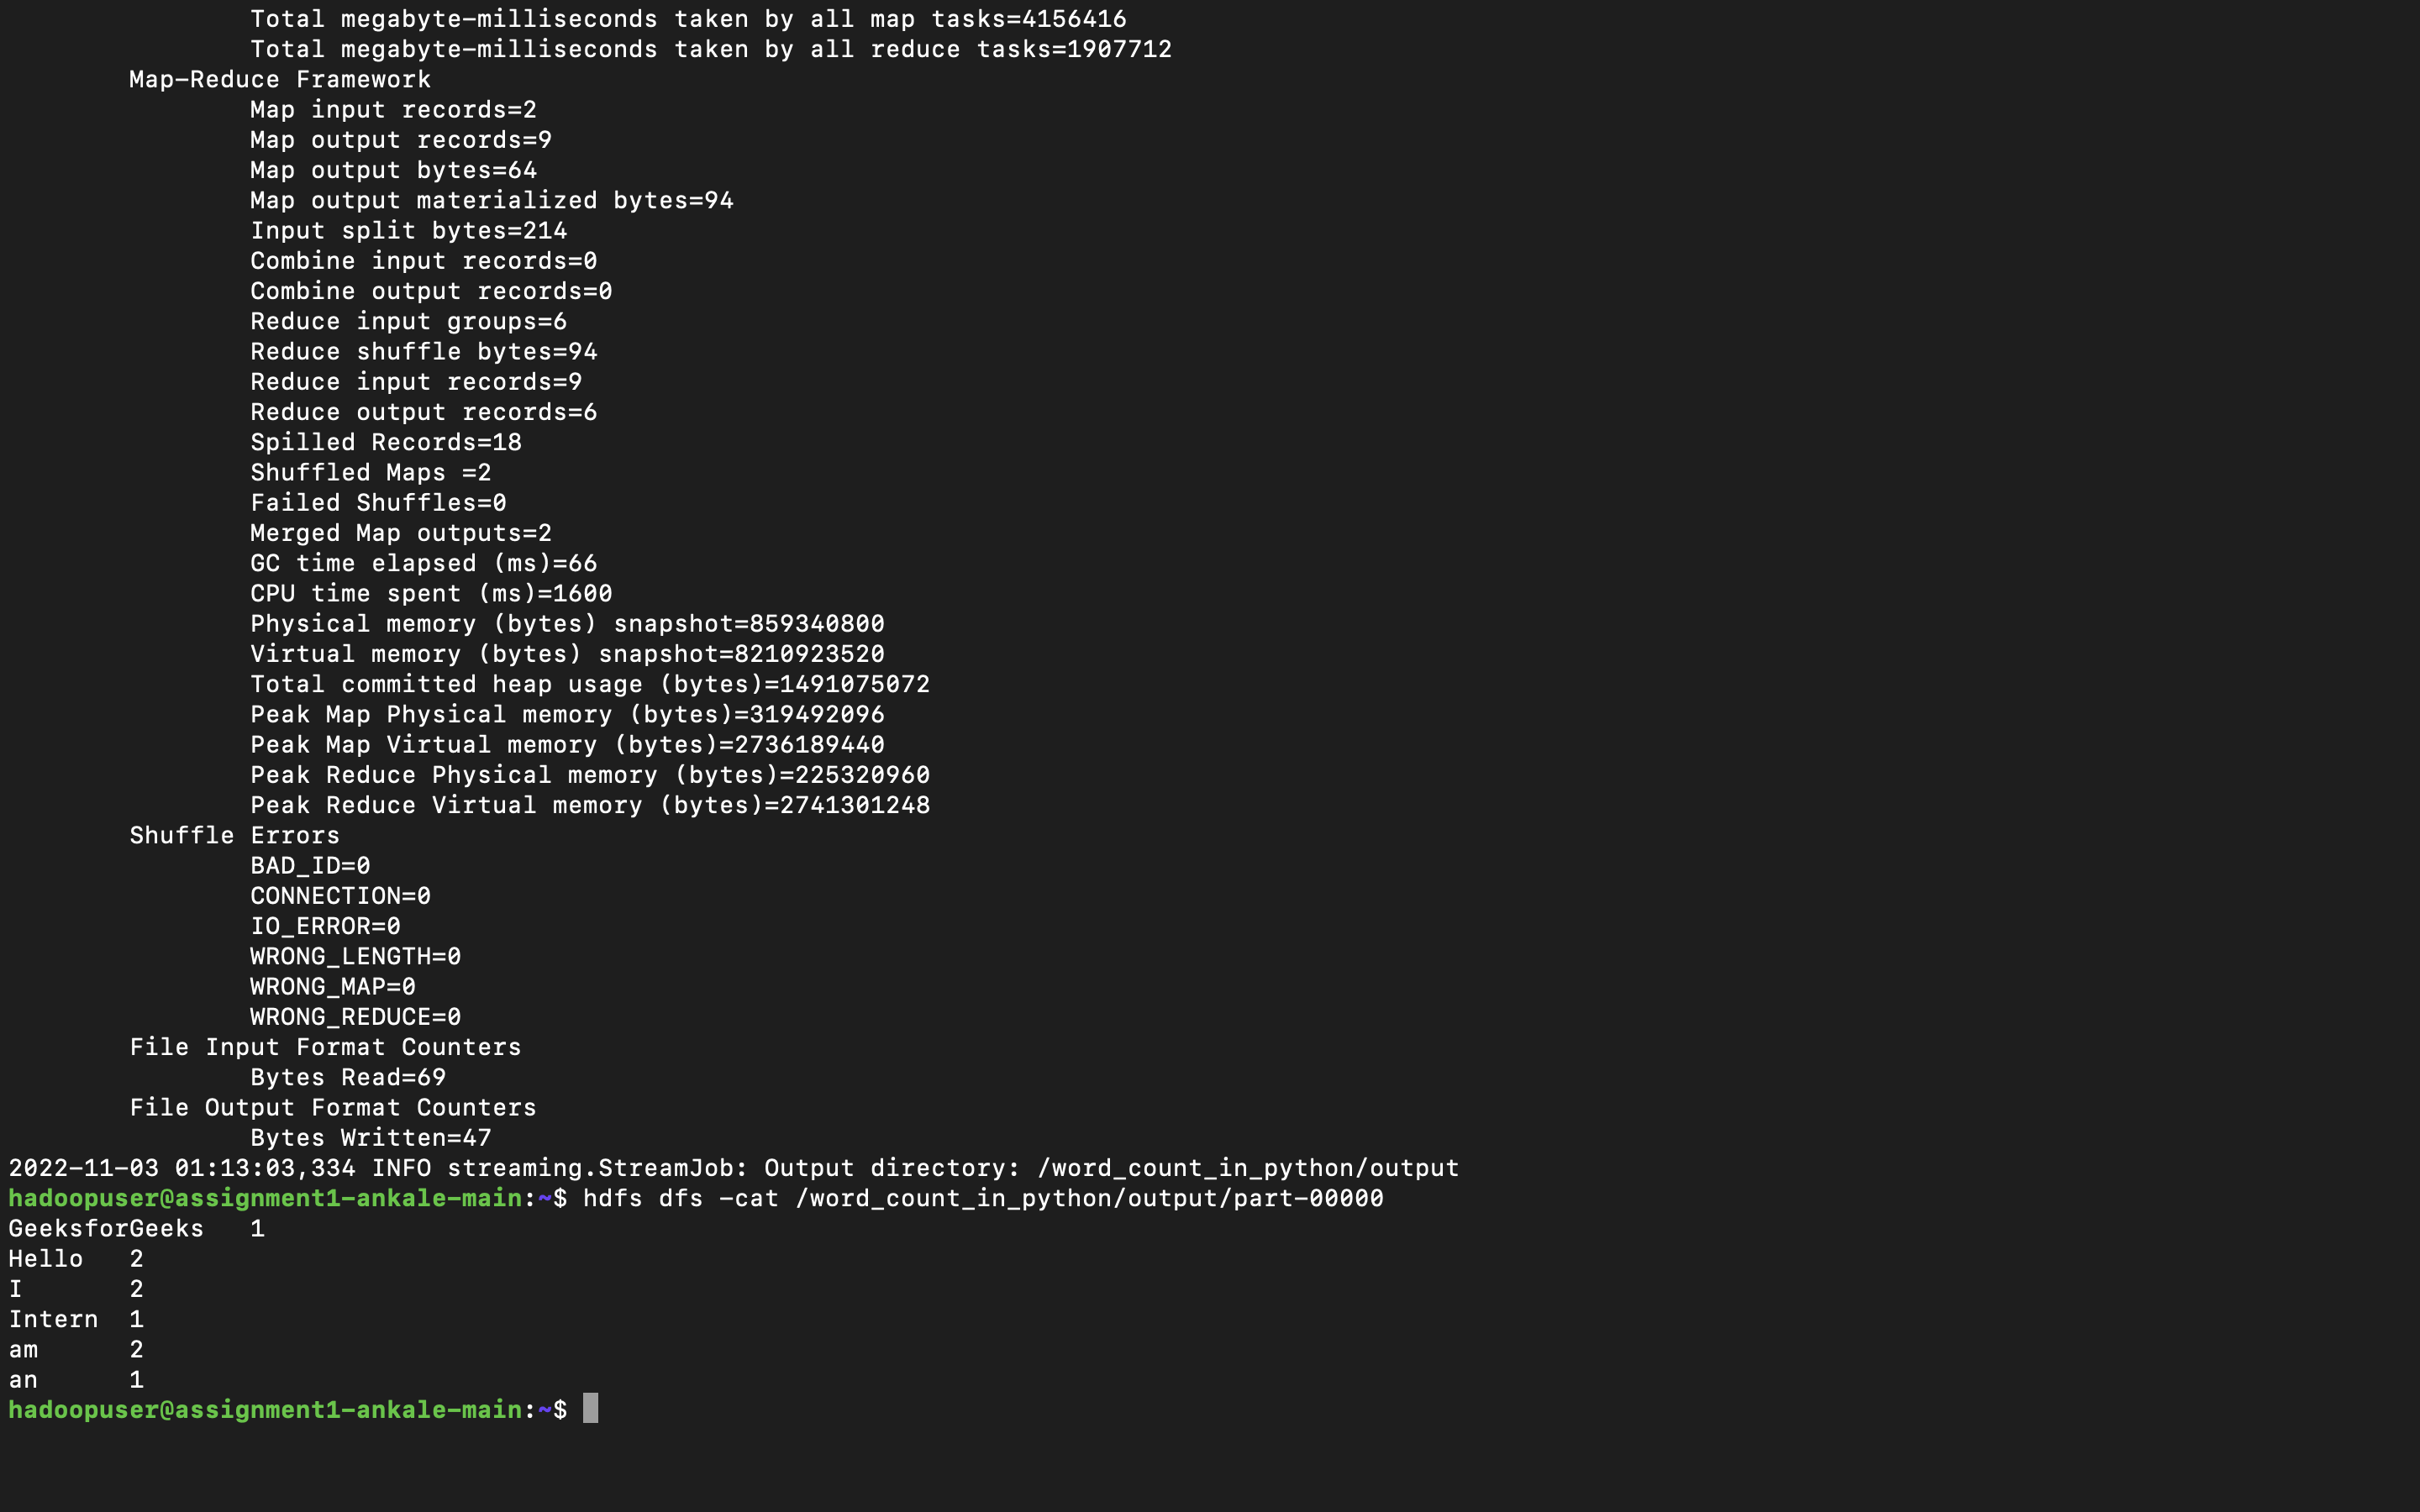 Total megabyte-milliseconds taken by all map tasks=4156416
Total megabyte-milliseconds taken by all reduce tasks=1907712
Map-Reduce Framework
Map input records=2
Map output records=9
Map output bytes=64
Map output materialized bytes=94
Input split bytes=214
Combine input records=0
Combine output records=0
Reduce input groups=6
Reduce shuffle bytes=94
Reduce input records=9
Reduce output records=6
Spilled Records=18
Shuffled Maps =2
Failed Shuffles=0
Merged Map outputs=2
GC time elapsed (ms)=66
CPU time spent (ms)=1600
Physical memory (bytes) snapshot=859340800
Virtual memory (bytes) snapshot=8210923520
Total committed heap usage (bytes)=1491075072
Peak Map Physical memory (bytes)=319492096
Peak Map Virtual memory (bytes)=2736189440
Peak Reduce Physical memory (bytes)=225320960
Peak Reduce Virtual memory (bytes)=2741301248
Shuffle Errors
BAD_ID=0
CONNECTION=0
IO_ERROR=0
WRONG_LENGTH=0
WRONG_MAP=0
WRONG_REDUCE=0
File Input Format Counters
Bytes Read=69
File Output Format Counters
Bytes Written=47
2022-11-03 01:13:03,334 INFO streaming.StreamJob: Output directory: /word_count_in_python/output
hadoopuser@assignment1-ankale-main:~$ hdfs dfs -cat /word_count_in_python/output/part-00000
GeeksforGeeks 1
Hello 2
I 2
Intern 1
am 2
an 1
hadoopuser@assignment1-ankale-main:~$